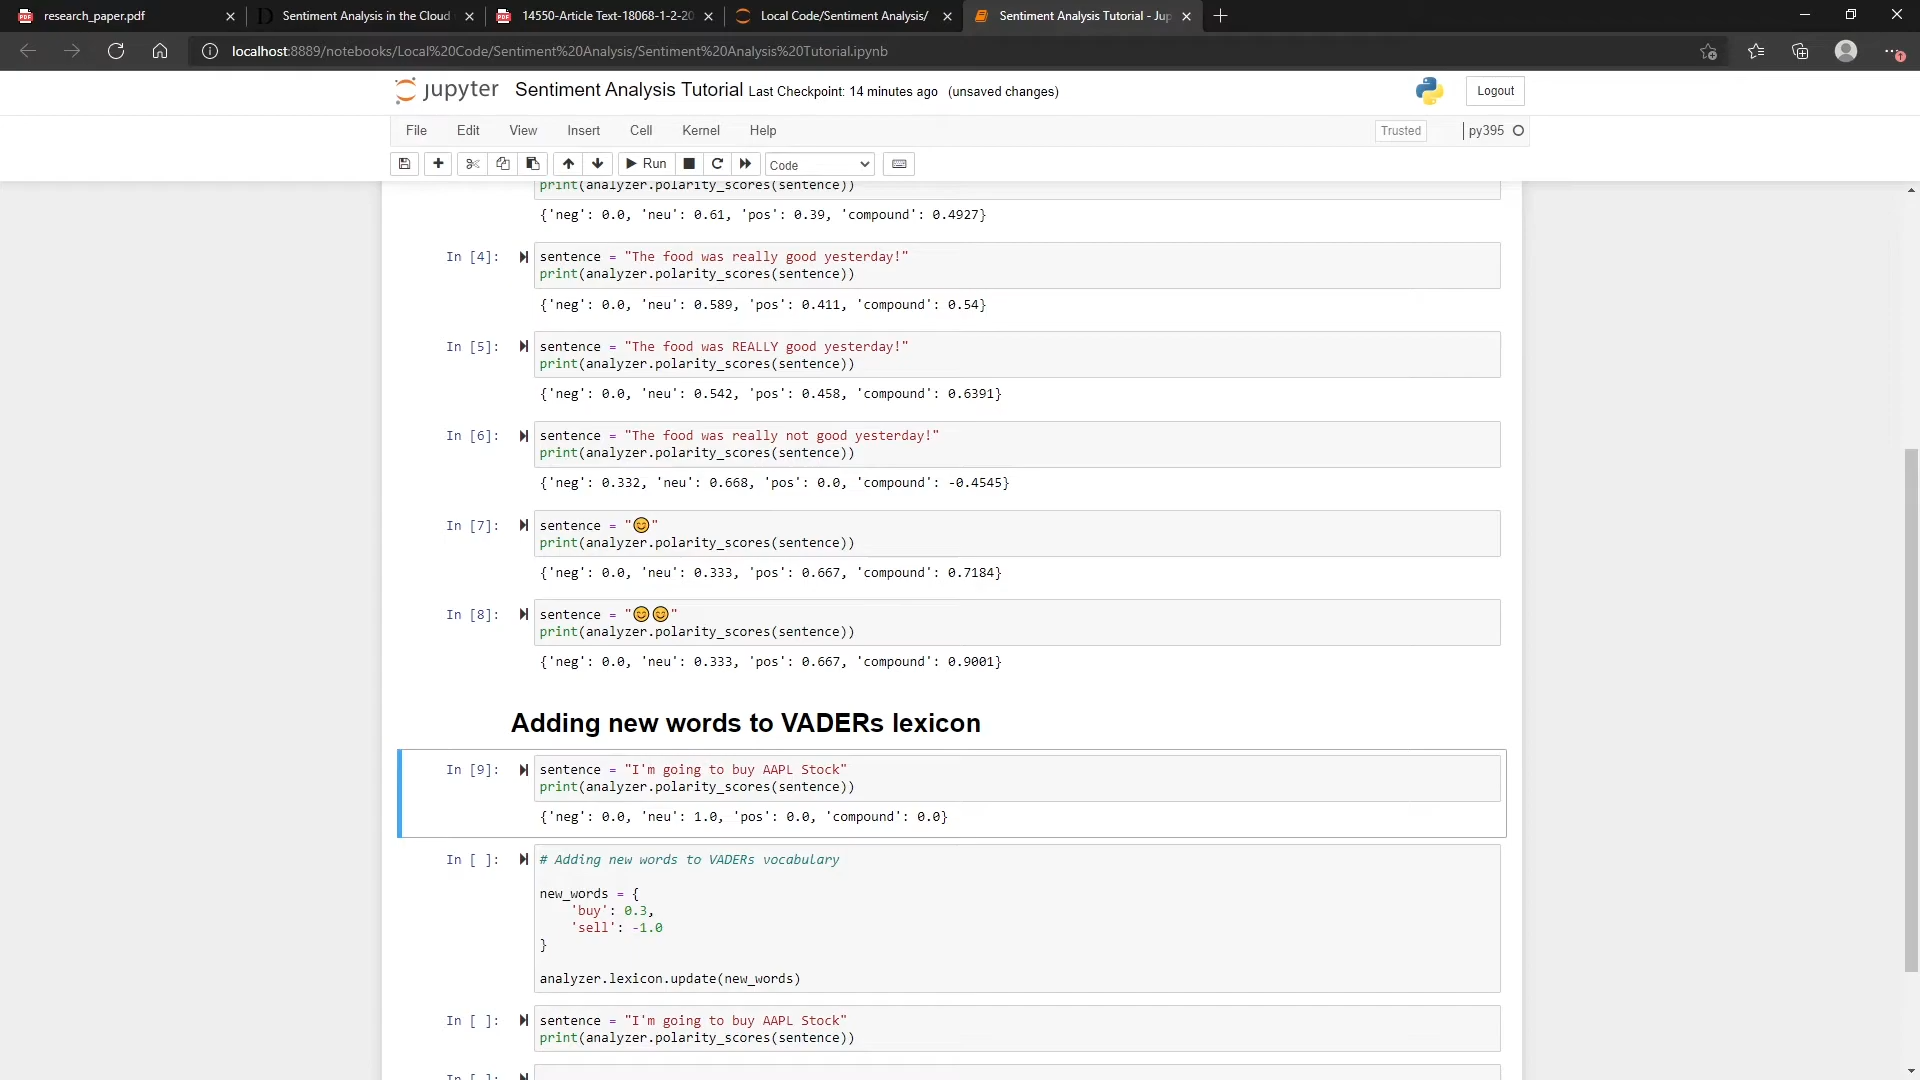 research_paper.pdf
Sentiment Analysis in the Cloud
14550-Article Text-18068-1-2-20
Local Code/Sentiment Analysis/
Sentiment Analysis Tutorial - Jup
localhost:8889/notebooks/Local%20Code/Sentiment%20Analysis/Sentiment%20Analysis%20Tutorial.ipynb
jupyter Sentiment Analysis Tutorial Last Checkpoint: 14 minutes ago (unsaved changes)
Logout
File Edit View Insert Cell Kernel Help
Trusted
py395
Run
Code
print(analyzer.polarity_scores(sentence))
{'neg': 0.0, 'neu': 0.61, 'pos': 0.39, 'compound': 0.4927}
In [4]: sentence = "The food was really good yesterday!"
print(analyzer.polarity_scores(sentence))
{'neg': 0.0, 'neu': 0.589, 'pos': 0.411, 'compound': 0.54}
In [5]: sentence = "The food was REALLY good yesterday!"
print(analyzer.polarity_scores(sentence))
{'neg': 0.0, 'neu': 0.542, 'pos': 0.458, 'compound': 0.6391}
In [6]: sentence = "The food was really not good yesterday!"
print(analyzer.polarity_scores(sentence))
{'neg': 0.332, 'neu': 0.668, 'pos': 0.0, 'compound': -0.4545}
In [7]: sentence = "😊"
print(analyzer.polarity_scores(sentence))
{'neg': 0.0, 'neu': 0.333, 'pos': 0.667, 'compound': 0.7184}
In [8]: sentence = "😊😊"
print(analyzer.polarity_scores(sentence))
{'neg': 0.0, 'neu': 0.333, 'pos': 0.667, 'compound': 0.9001}
Adding new words to VADERs lexicon
In [9]: sentence = "I'm going to buy AAPL Stock"
print(analyzer.polarity_scores(sentence))
{'neg': 0.0, 'neu': 1.0, 'pos': 0.0, 'compound': 0.0}
In [ ]: # Adding new words to VADERs vocabulary
new_words = {
'buy': 0.3,
'sell': -1.0
}
analyzer.lexicon.update(new_words)
In [ ]: sentence = "I'm going to buy AAPL Stock"
print(analyzer.polarity_scores(sentence))
In [ ]: